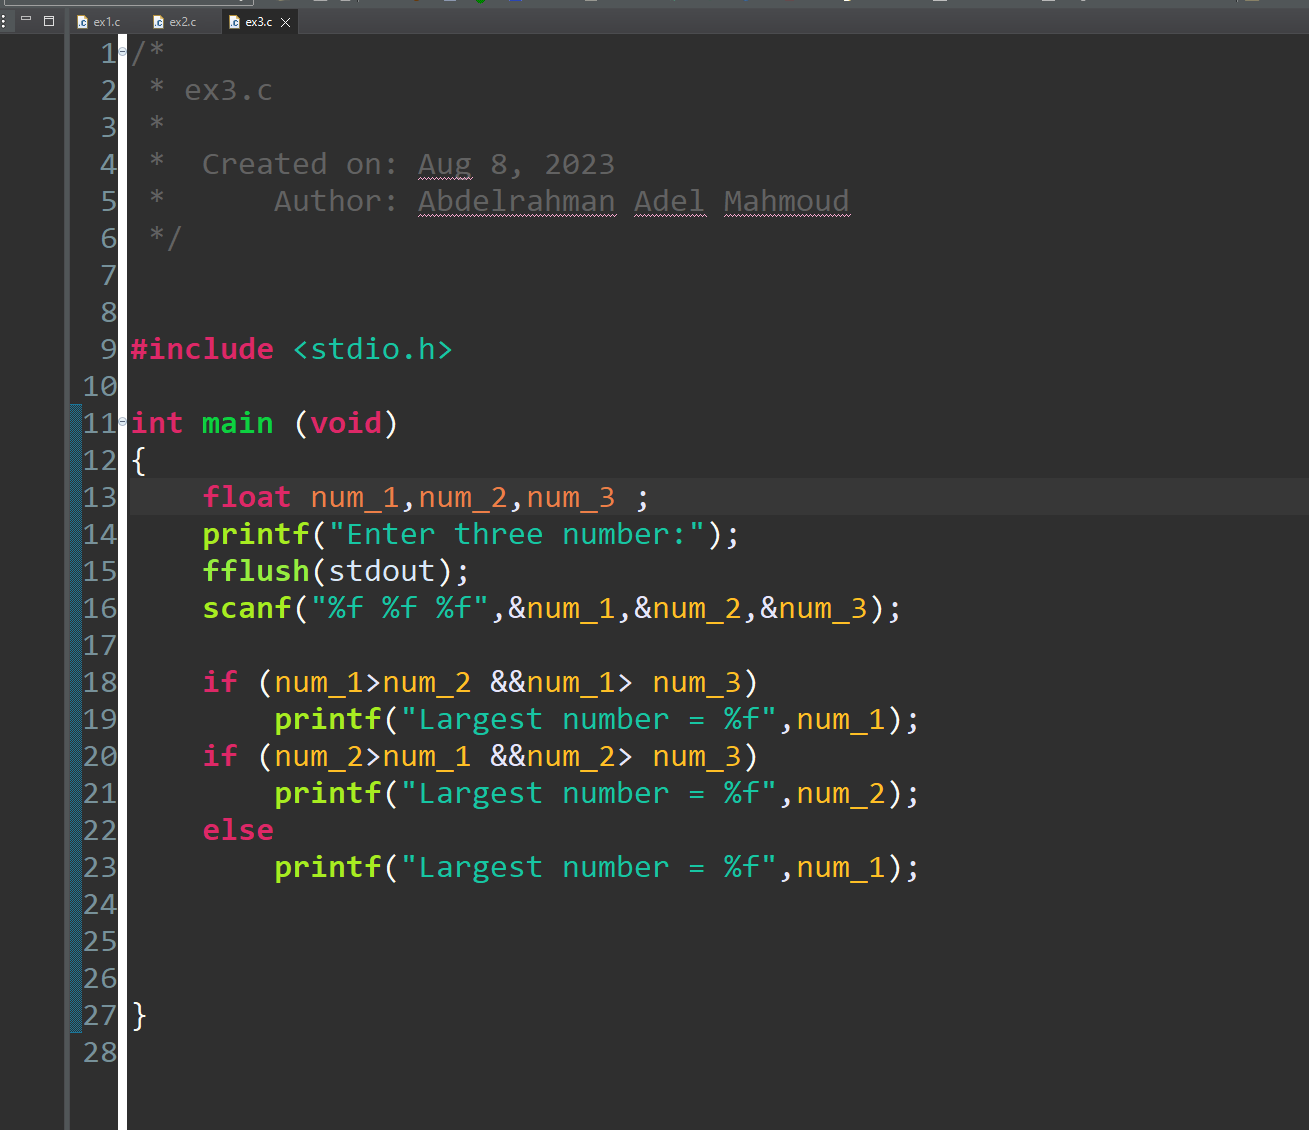 ex1.c ex2.c ex3.c
1 /*
2  * ex3.c
3  *
4  *  Created on: Aug 8, 2023
5  *      Author: Abdelrahman Adel Mahmoud
6  */
7
8
9 #include <stdio.h>
10
11 int main (void)
12 {
13     float num_1,num_2,num_3 ;
14     printf("Enter three number:");
15     fflush(stdout);
16     scanf("%f %f %f",&num_1,&num_2,&num_3);
17
18     if (num_1>num_2 &&num_1> num_3)
19         printf("Largest number = %f",num_1);
20     if (num_2>num_1 &&num_2> num_3)
21         printf("Largest number = %f",num_2);
22     else
23         printf("Largest number = %f",num_1);
24
25
26
27 }
28